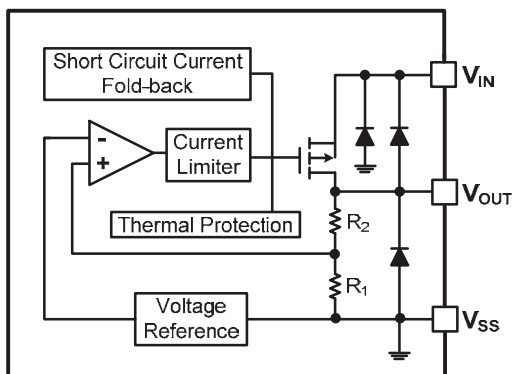 Short Circuit Current
Fold-back
V_IN
-
+
Current
Limiter
V_OUT
Thermal Protection
R_2
R_1
Voltage
Reference
V_SS